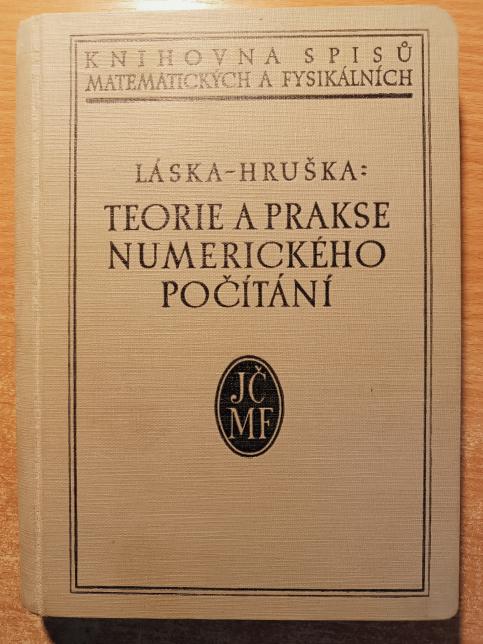 KNIHOVNA SPISŮ
MATEMATICKÝCH A FYSIKÁLNÍCH
LÁSKA-HRUŠKA:
TEORIE A PRAKSE
NUMERICKÉHO
POČÍTÁNÍ
JČ
MF